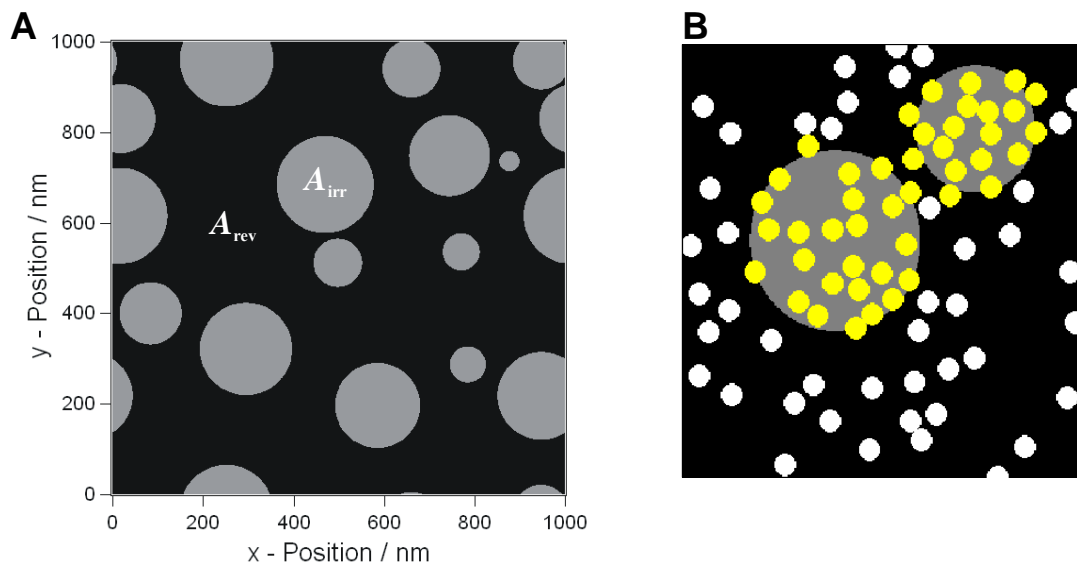 A
B
1000
800
600
400
200
0
y - Position / nm
A_irr
A_rev
0 200 400 600 800 1000
x - Position / nm